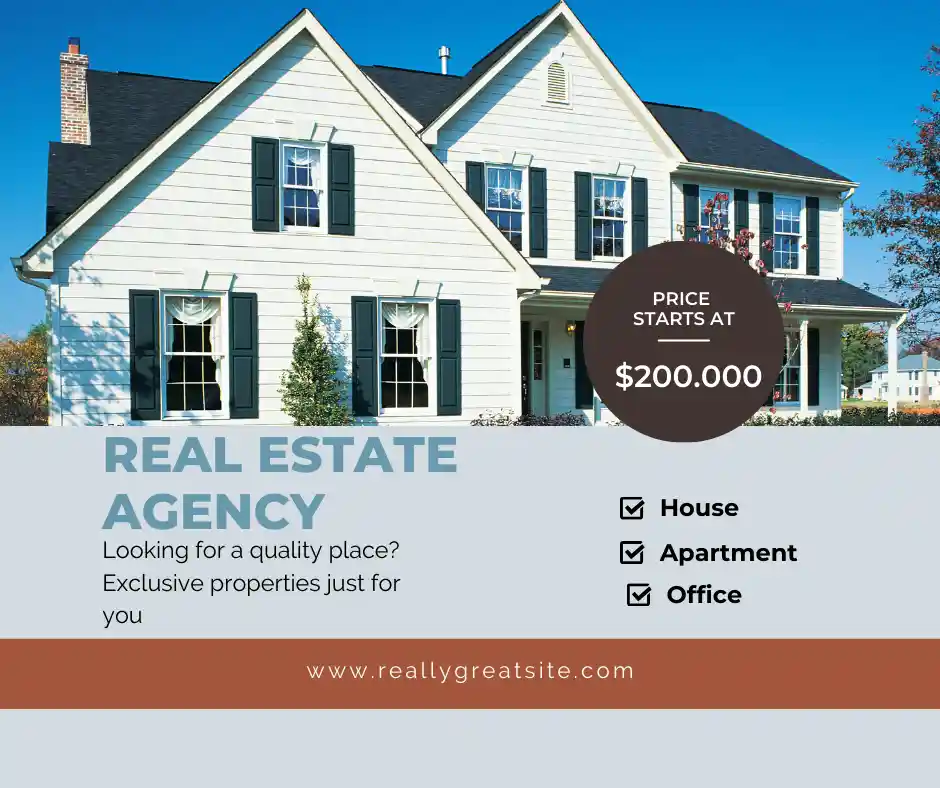 PRICE
STARTS AT
$200.000
REAL ESTATE
AGENCY
Looking for a quality place?
Exclusive properties just for
you
House
Apartment
Office
www.reallygreatsite.com